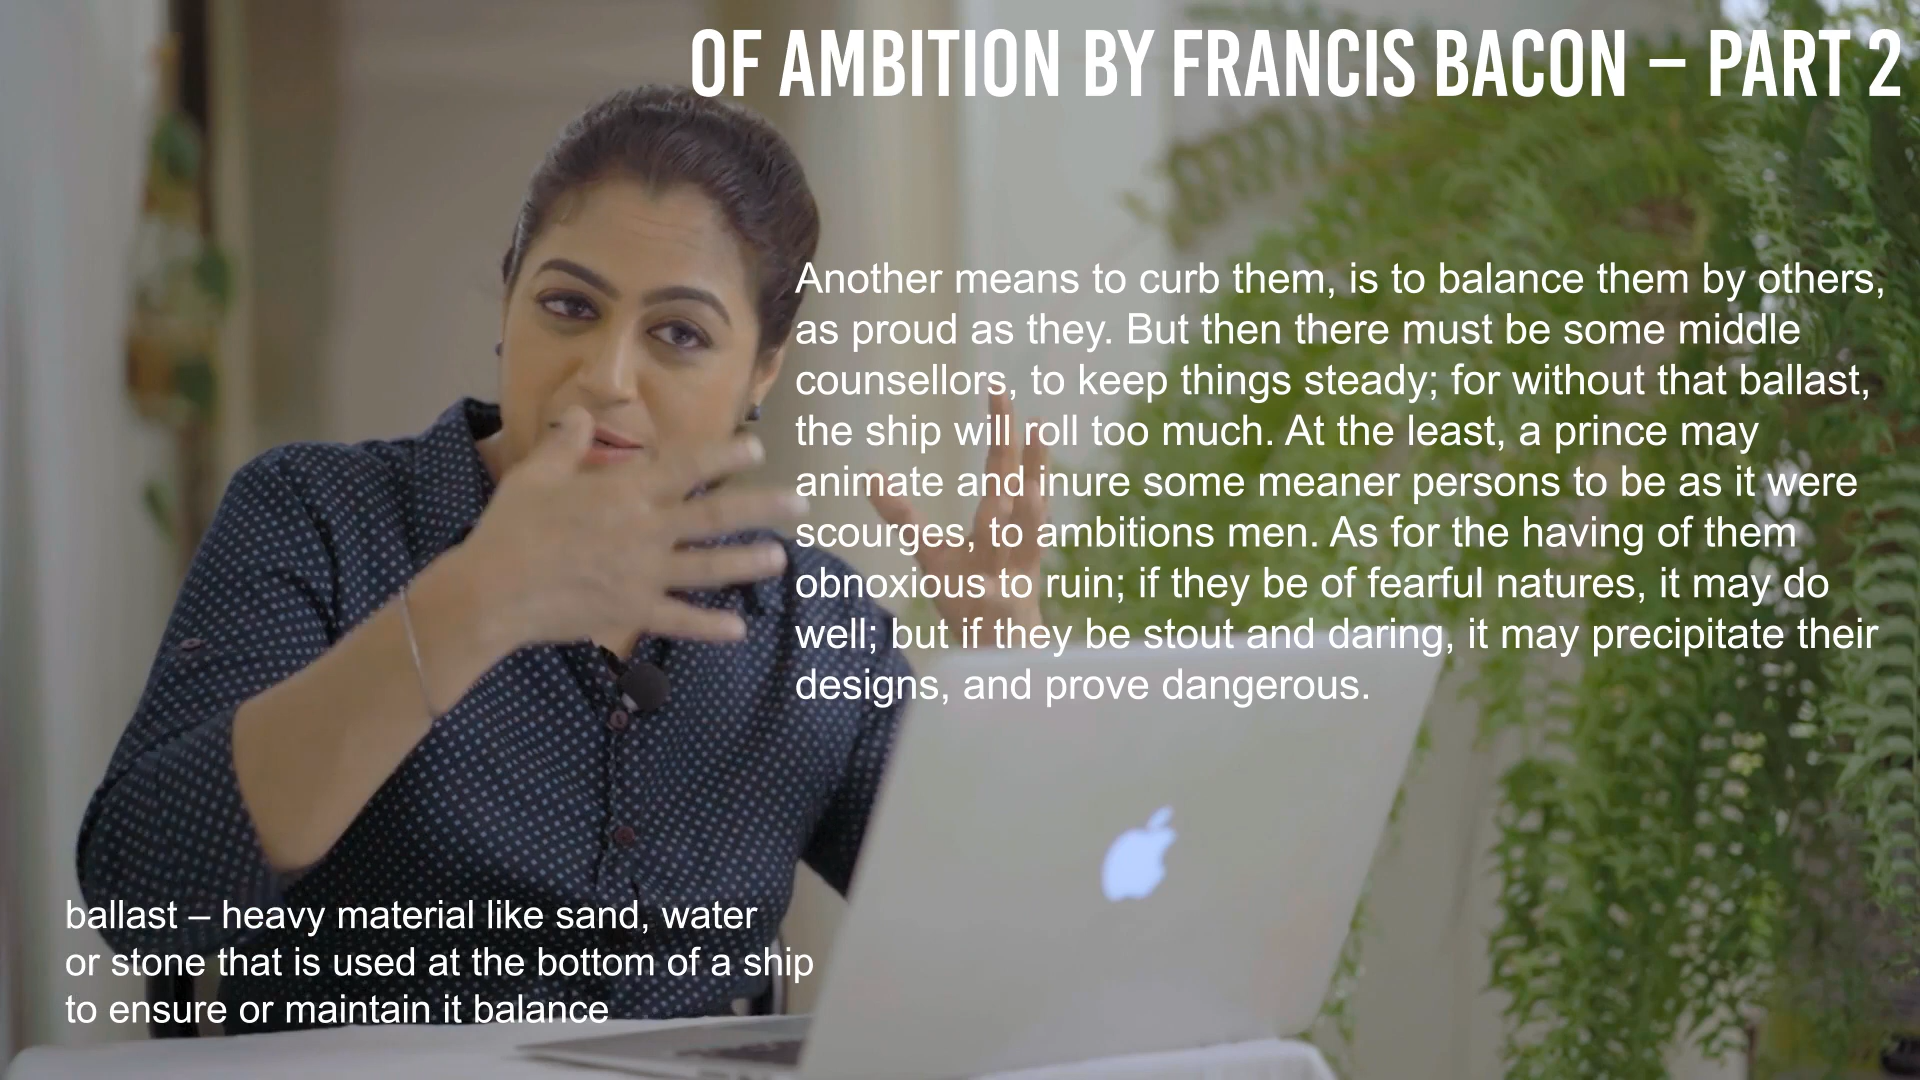 OF AMBITION BY FRANCIS BACON – PART 2
Another means to curb them, is to balance them by others,
as proud as they. But then there must be some middle
counsellors, to keep things steady; for without that ballast,
the ship will roll too much. At the least, a prince may
animate and inure some meaner persons to be as it were
scourges, to ambitions men. As for the having of them
obnoxious to ruin; if they be of fearful natures, it may do
well; but if they be stout and daring, it may precipitate their
designs, and prove dangerous.
ballast – heavy material like sand, water
or stone that is used at the bottom of a ship
to ensure or maintain it balance